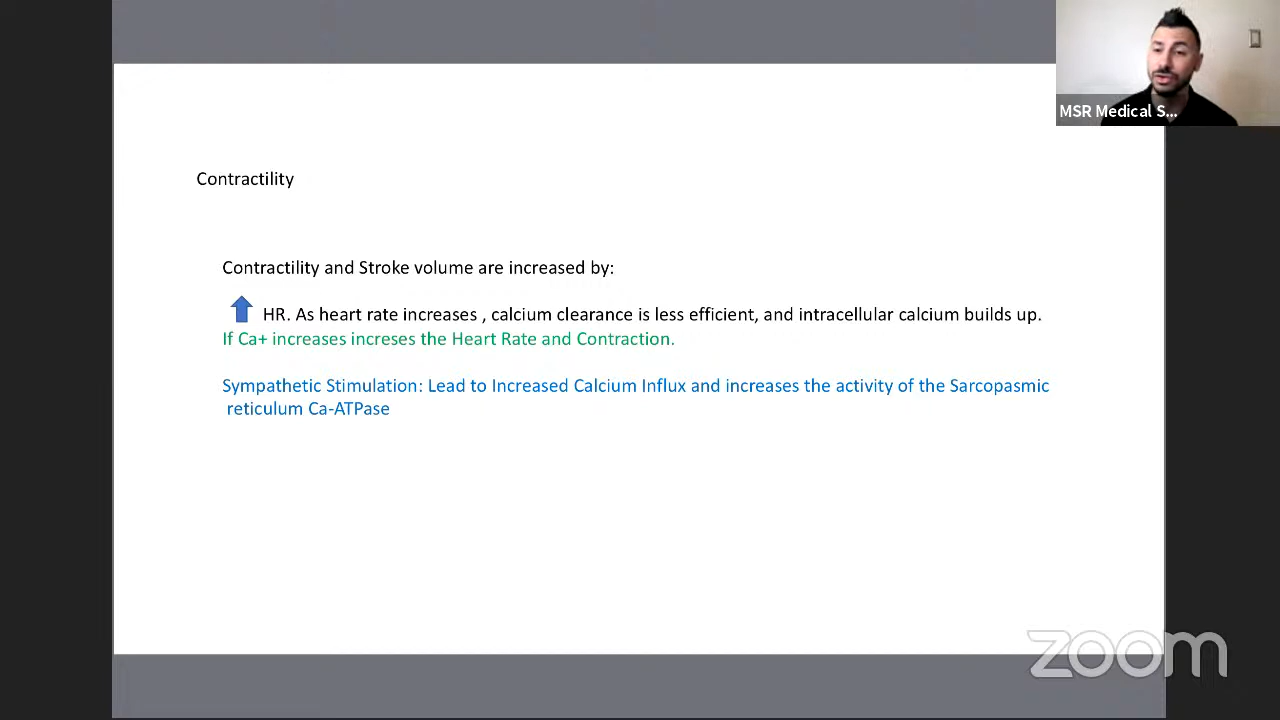 MSR Medical S...
Contractility
Contractility and Stroke volume are increased by:
HR. As heart rate increases , calcium clearance is less efficient, and intracellular calcium builds up.
If Ca+ increases increses the Heart Rate and Contraction.
Sympathetic Stimulation: Lead to Increased Calcium Influx and increases the activity of the Sarcopasmic
reticulum Ca-ATPase
zoom